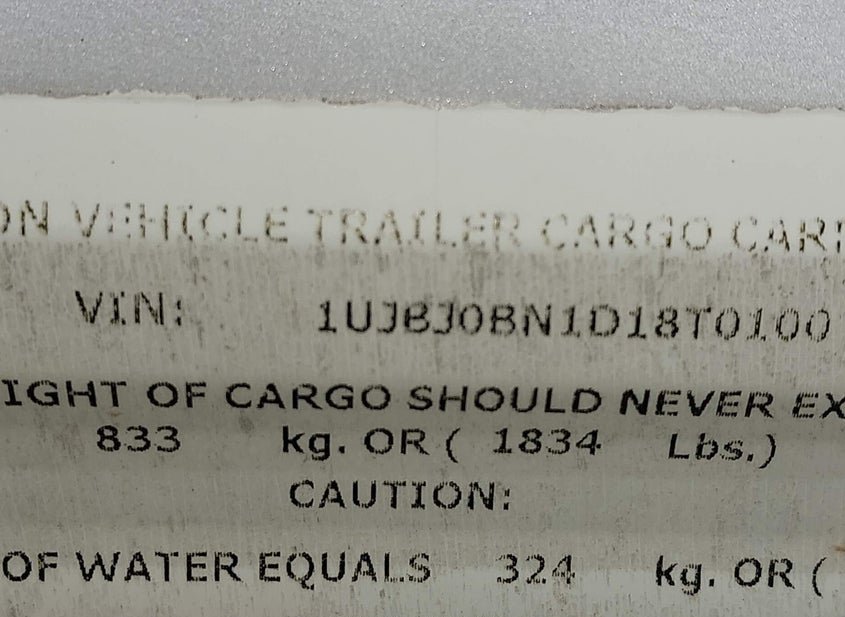 ON VEHICLE TRAILER CARGO CARR
VIN: 1UJBJ0BN1D18T0100
IGHT OF CARGO SHOULD NEVER EX
833 kg. OR ( 1834 Lbs.)
CAUTION:
OF WATER EQUALS 324 kg. OR (